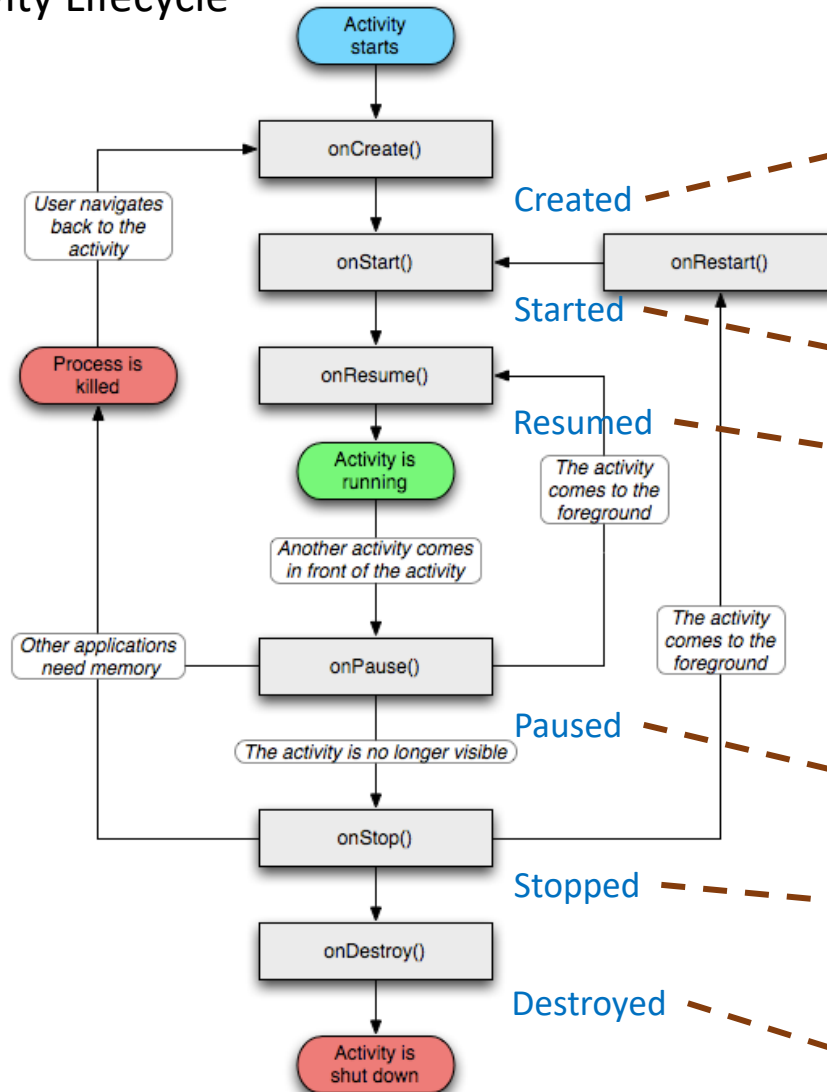 ity Lifecycle
Activity
starts
onCreate()
User navigates
back to the
activity
Created
onStart()
onRestart()
Started
Process is
killed
onResume()
Resumed
Activity is
running
The activity
comes to the
foreground
Another activity comes
in front of the activity
The activity
comes to the
foreground
Other applications
need memory
onPause()
Paused
The activity is no longer visible
onStop()
Stopped
onDestroy()
Destroyed
Activity is
shut down